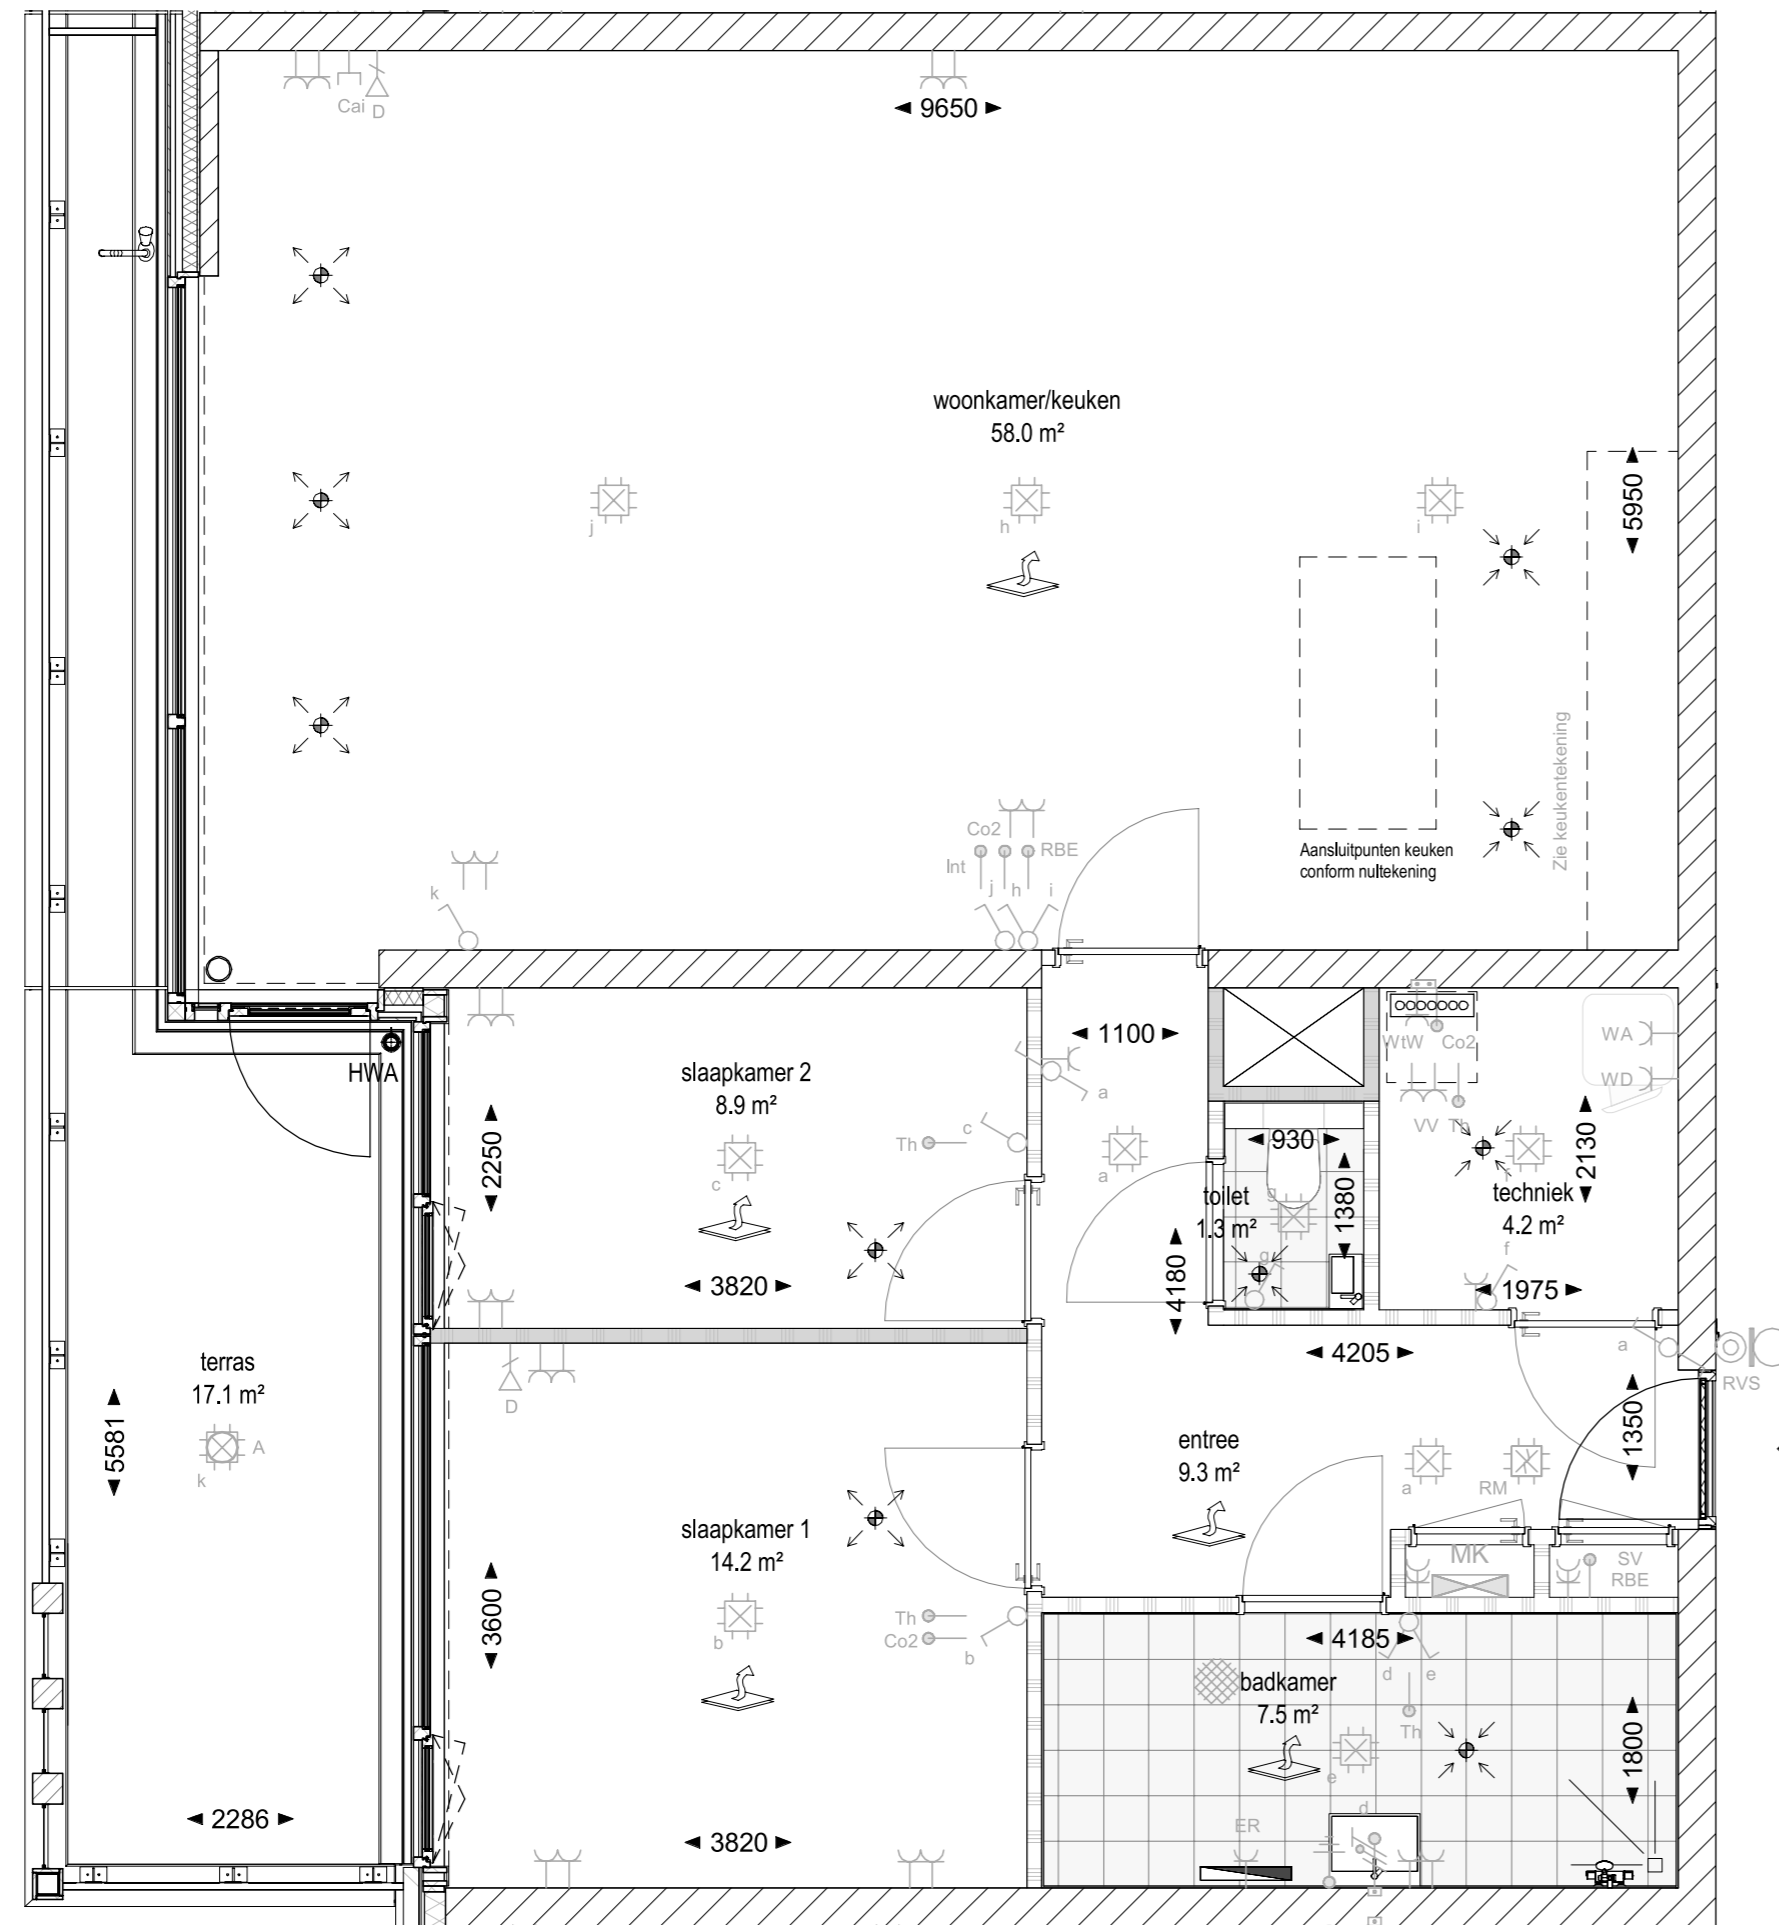 Cai
D
9650
woonkamer/keuken
58.0 m²
j
h
i
5950
Zie keukentekening
Aansluitpunten keuken
conform nultekening
Co2
RBE
Int
j
h
i
k
HWA
slaapkamer 2
8.9 m²
2250
c
Th
c
3820
1100
a
a
930
toilet
1.3 m²
g
g
1380
4180
WtW
Co2
WA
WD
VV
Th
2130
techniek
4.2 m²
f
f
1975
4205
a
RVS
1350
terras
17.1 m²
A
k
5581
2286
D
slaapkamer 1
14.2 m²
3600
b
Th
Co2
b
3820
entree
9.3 m²
a
RM
MK
SV
RBE
4185
badkamer
7.5 m²
d
e
Th
e
d
ER
1800